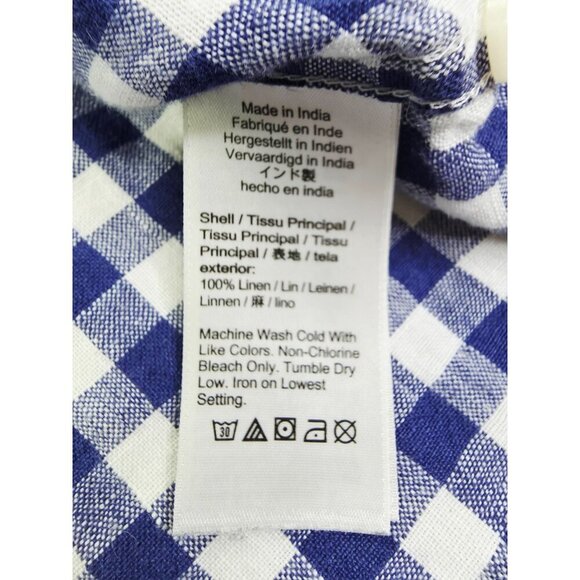 Made in India
Fabriqué en Inde
Hergestellt in Indien
Vervaardigd in India
インド製
hecho en india
Shell / Tissu Principal /
Tissu Principal / Tissu
Principal / 表地 / tela
exterior:
100% Linen / Lin / Leinen /
Linnen / 麻 / lino
Machine Wash Cold With
Like Colors. Non-Chlorine
Bleach Only. Tumble Dry
Low. Iron on Lowest
Setting.
30